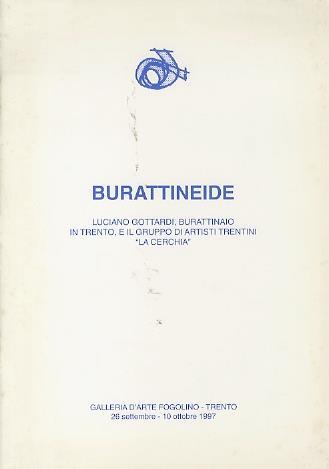 BURATTINEIDE
LUCIANO GOTTARDI, BURATTINAIO
IN TRENTO, E IL GRUPPO DI ARTISTI TRENTINI
"LA CERCHIA"
GALLERIA D'ARTE FOGOLINO - TRENTO
26 settembre - 10 ottobre 1997